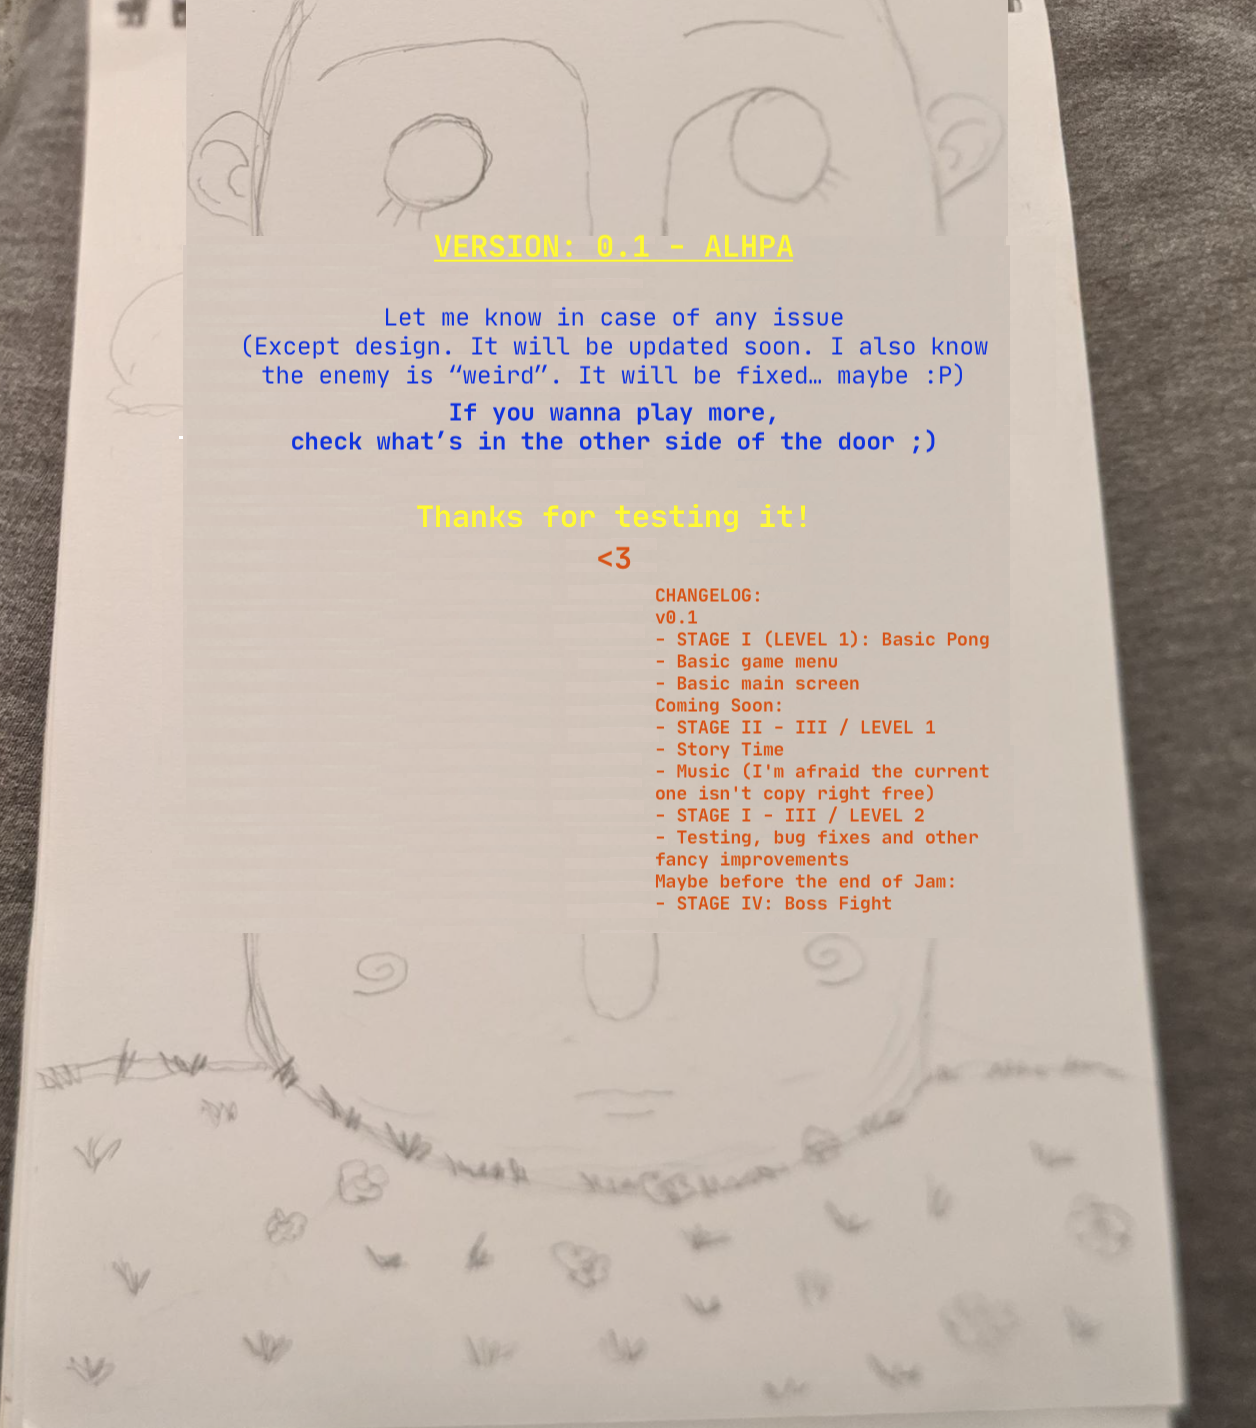 VERSION: 0.1 - ALHPA
Let me know in case of any issue
(Except design. It will be updated soon. I also know
the enemy is “weird”. It will be fixed… maybe :P)
If you wanna play more,
check what’s in the other side of the door ;)
Thanks for testing it!
<3
CHANGELOG:
v0.1
- STAGE I (LEVEL 1): Basic Pong
- Basic game menu
- Basic main screen
Coming Soon:
- STAGE II - III / LEVEL 1
- Story Time
- Music (I'm afraid the current
one isn't copy right free)
- STAGE I - III / LEVEL 2
- Testing, bug fixes and other
fancy improvements
Maybe before the end of Jam:
- STAGE IV: Boss Fight